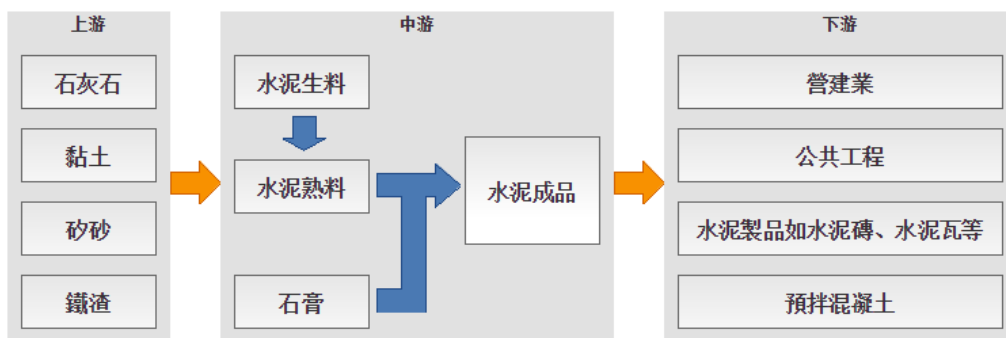 上游
石灰石
黏土
矽砂
鐵渣
中游
水泥生料
水泥熟料
石膏
水泥成品
下游
營建業
公共工程
水泥製品如水泥磚、水泥瓦等
預拌混凝土